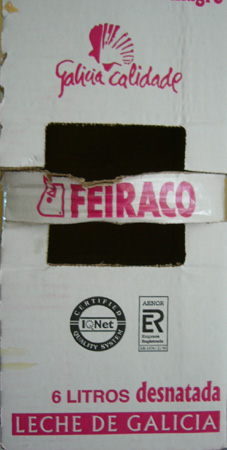 Galicia Calidade
FEIRACO
CERTIFIED
IQNet
QUALITY SYSTEM
AENOR
ER
Empresa
Registrada
6 LITROS desnatada
LECHE DE GALICIA